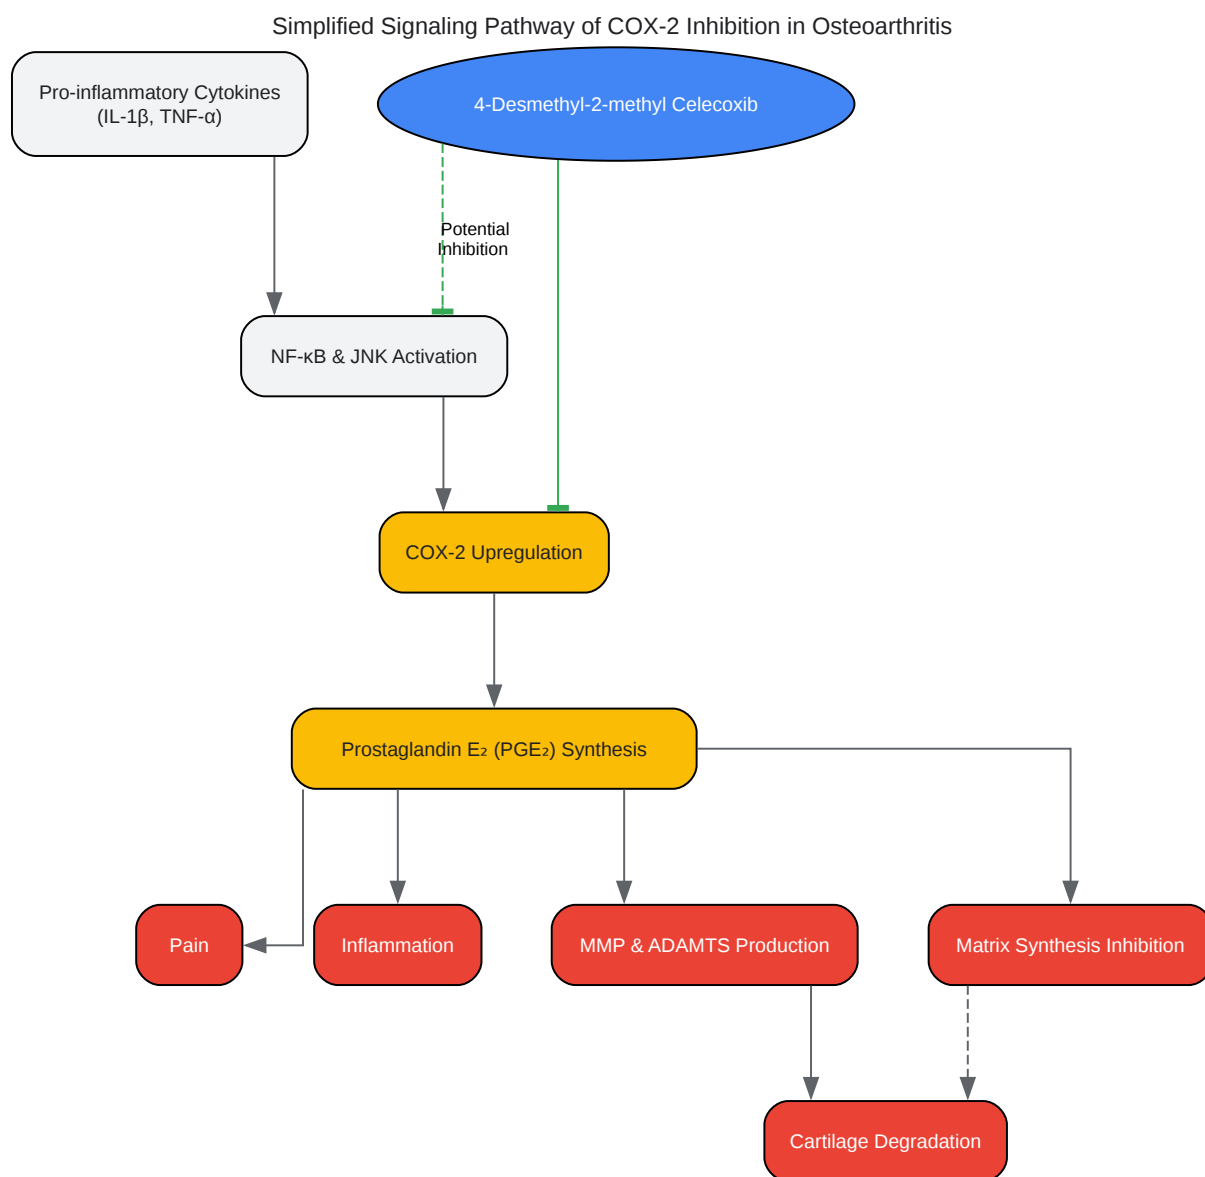 Simplified Signaling Pathway of COX-2 Inhibition in Osteoarthritis
Pro-inflammatory Cytokines
(IL-1β, TNF-α)
4-Desmethyl-2-methyl Celecoxib
Potential
Inhibition
NF-κB & JNK Activation
COX-2 Upregulation
Prostaglandin E₂ (PGE₂) Synthesis
Pain
Inflammation
MMP & ADAMTS Production
Matrix Synthesis Inhibition
Cartilage Degradation